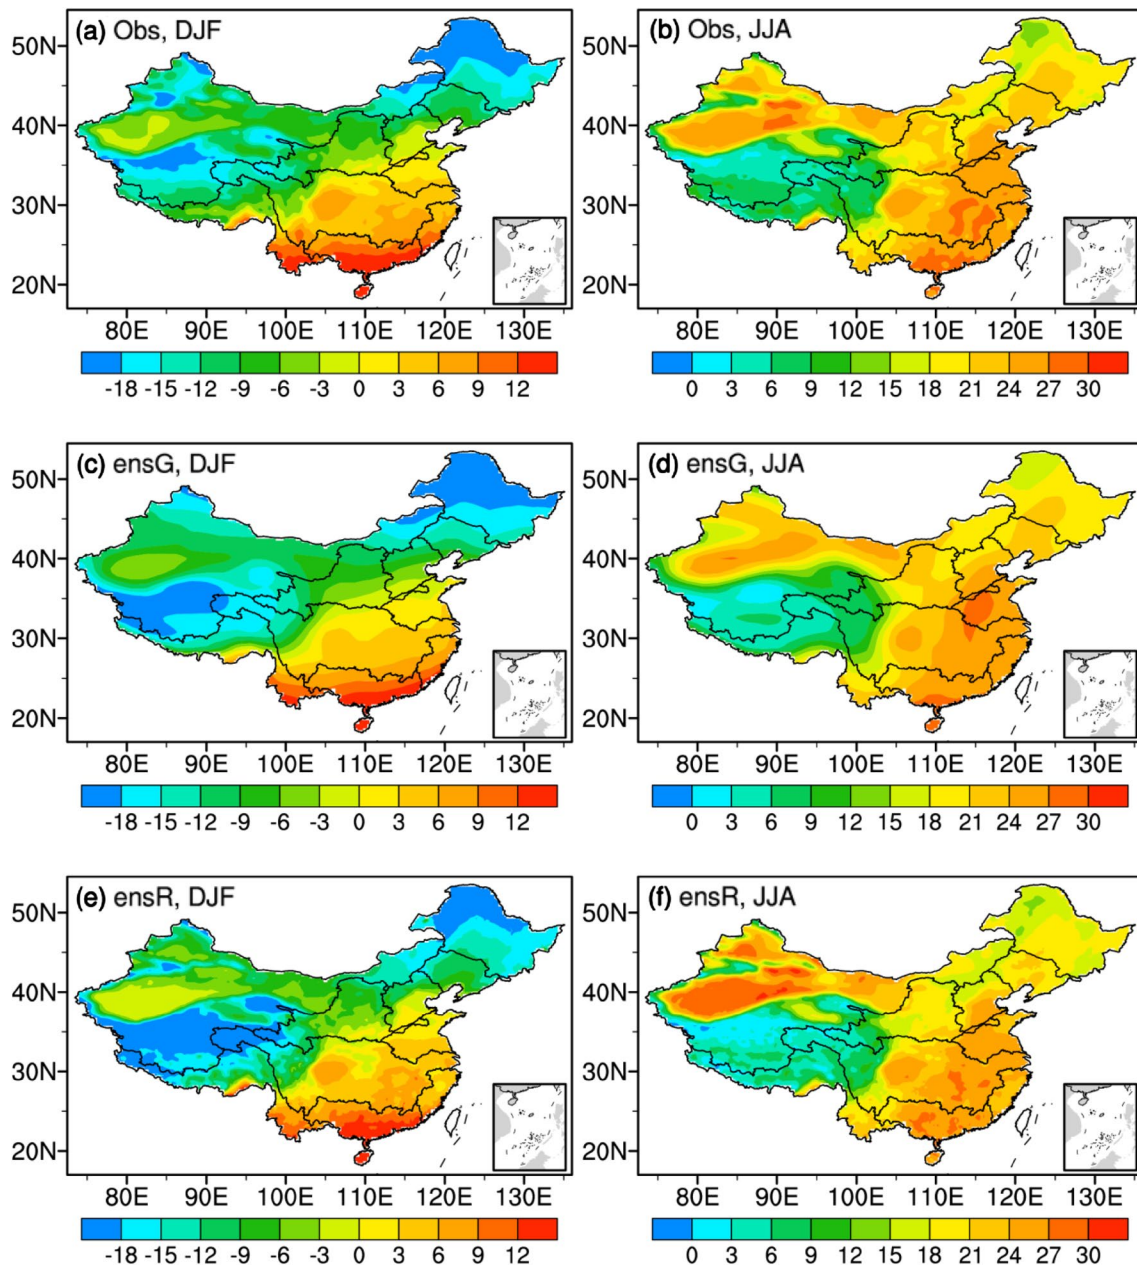 (a) Obs, DJF
50N
40N
30N
20N
80E 90E 100E 110E 120E 130E
-18 -15 -12 -9 -6 -3 0 3 6 9 12
(b) Obs, JJA
50N
40N
30N
20N
80E 90E 100E 110E 120E 130E
0 3 6 9 12 15 18 21 24 27 30
(c) ensG, DJF
50N
40N
30N
20N
80E 90E 100E 110E 120E 130E
-18 -15 -12 -9 -6 -3 0 3 6 9 12
(d) ensG, JJA
50N
40N
30N
20N
80E 90E 100E 110E 120E 130E
0 3 6 9 12 15 18 21 24 27 30
(e) ensR, DJF
50N
40N
30N
20N
80E 90E 100E 110E 120E 130E
-18 -15 -12 -9 -6 -3 0 3 6 9 12
(f) ensR, JJA
50N
40N
30N
20N
80E 90E 100E 110E 120E 130E
0 3 6 9 12 15 18 21 24 27 30